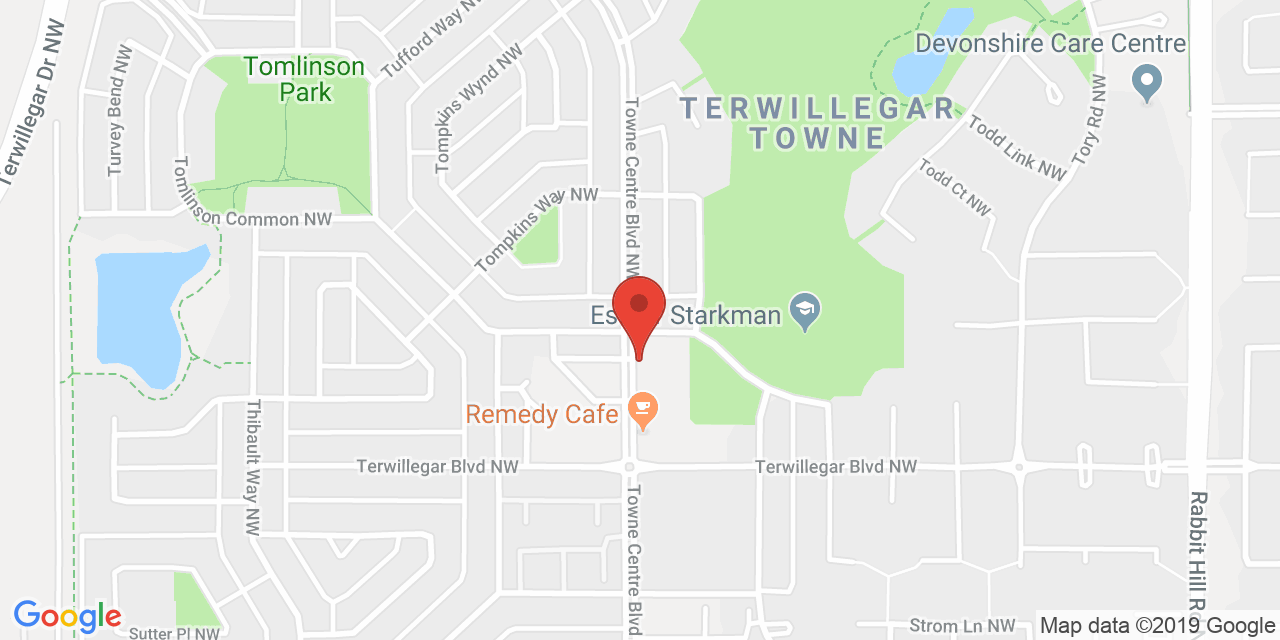 Terwillegar Dr NW
Turvey Bend NW
Tufford Way NW
Tomlinson
Park
Tompkins Wynd NW
Towne Centre Blvd NW
TERWILLEGAR
TOWNE
Devonshire Care Centre
Todd Link NW
Tory Rd NW
Todd Ct NW
Tomlinson Common NW
Tompkins Way NW
Starkman
Remedy Cafe
Thibault Way NW
Terwillegar Blvd NW
Terwillegar Blvd NW
Towne Centre Blvd
Rabbit Hill
Google
Sutter Pl NW
Strom Ln NW
Map data ©2019 Google